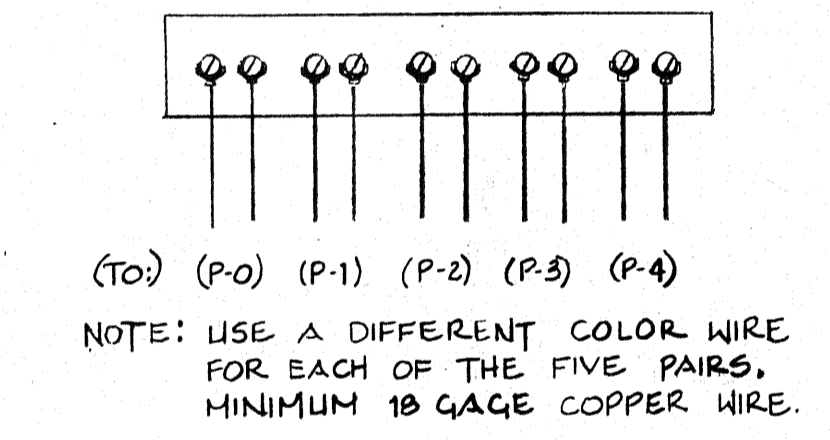 (TO:) (P-0) (P-1) (P-2) (P-3) (P-4)
NOTE: USE A DIFFERENT COLOR WIRE
FOR EACH OF THE FIVE PAIRS.
MINIMUM 18 GAGE COPPER WIRE.